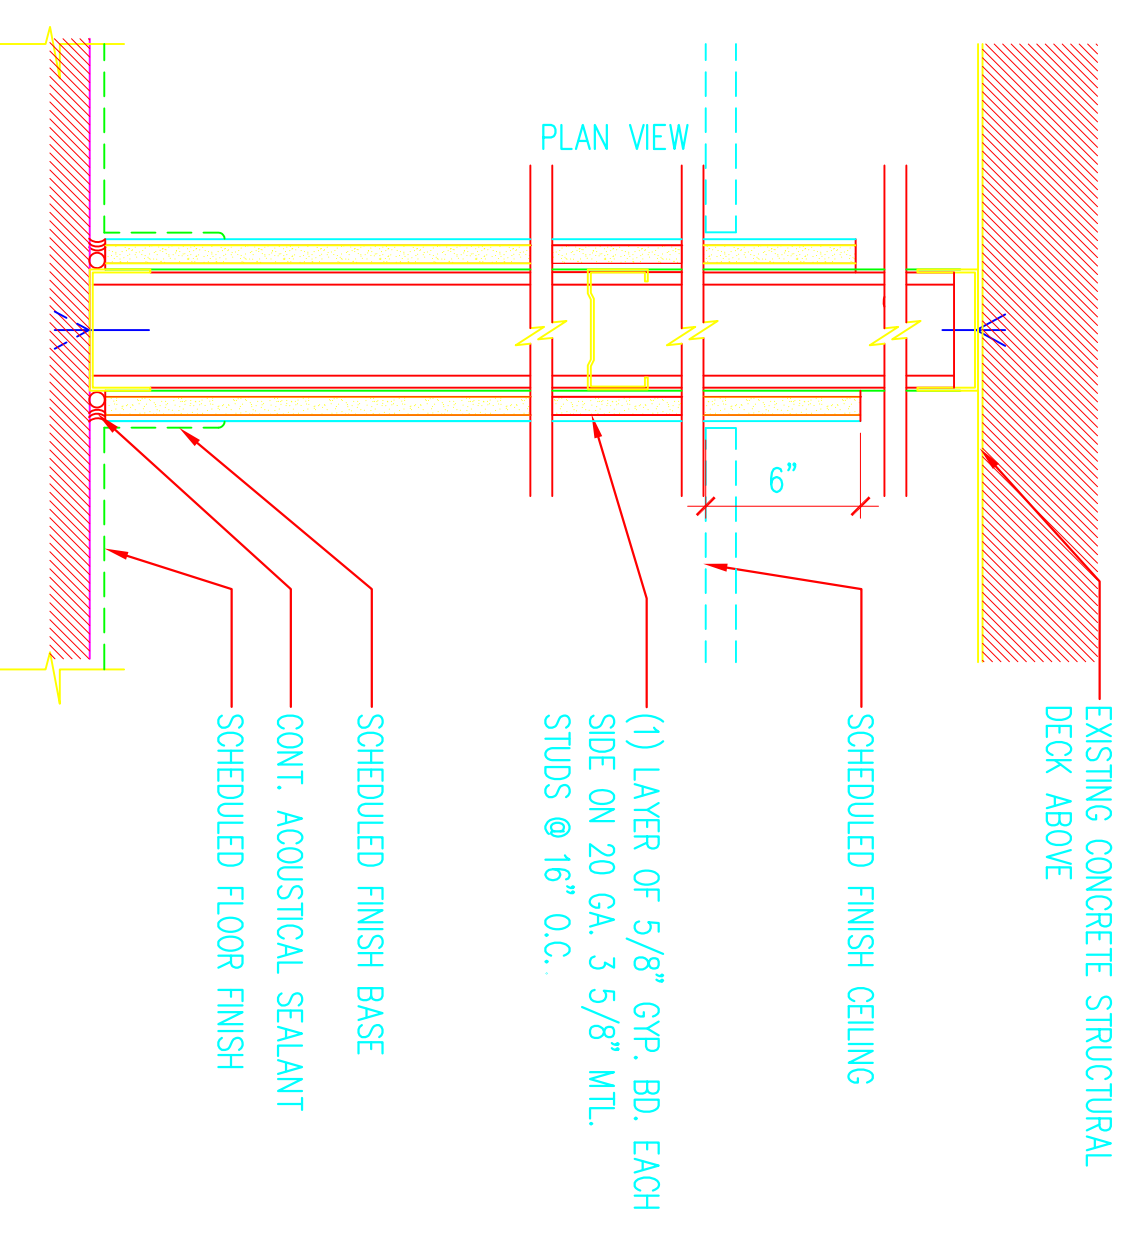 PLAN VIEW
6”
EXISTING CONCRETE STRUCTURAL
DECK ABOVE
SCHEDULED FINISH CEILING
(1) LAYER OF 5/8” GYP. BD. EACH
SIDE ON 20 GA. 3 5/8” MTL.
STUDS @ 16” O.C..
SCHEDULED FINISH BASE
CONT. ACOUSTICAL SEALANT
SCHEDULED FLOOR FINISH